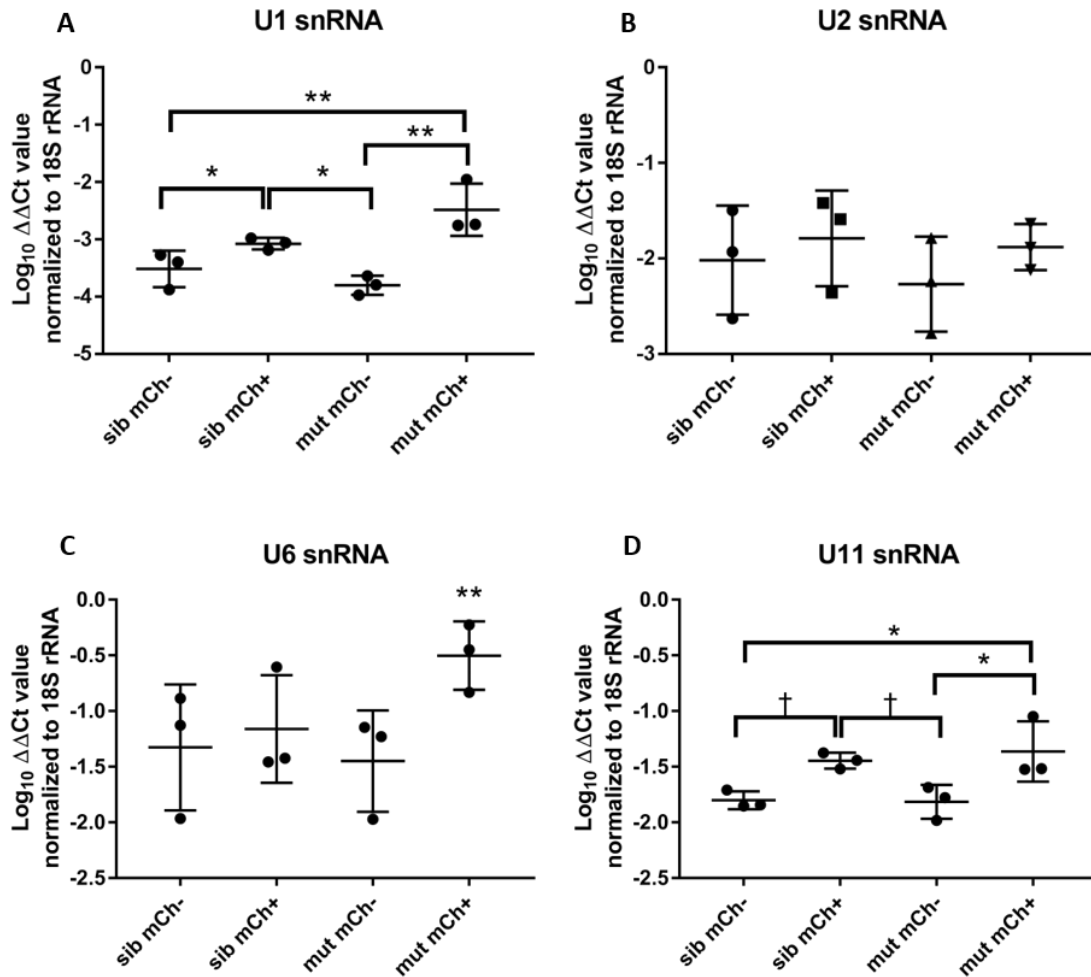 A
U1 snRNA
Log10 ΔΔCt value
normalized to 18S rRNA
0
-1
-2
-3
-4
-5
**
**
*
*
sib mCh-
sib mCh+
mut mCh-
mut mCh+
B
U2 snRNA
Log10 ΔΔCt value
normalized to 18S rRNA
0
-1
-2
-3
sib mCh-
sib mCh+
mut mCh-
mut mCh+
C
U6 snRNA
Log10 ΔΔCt value
normalized to 18S rRNA
0.0
-0.5
-1.0
-1.5
-2.0
-2.5
**
sib mCh-
sib mCh+
mut mCh-
mut mCh+
D
U11 snRNA
Log10 ΔΔCt value
normalized to 18S rRNA
0.0
-0.5
-1.0
-1.5
-2.0
-2.5
*
*
†
†
sib mCh-
sib mCh+
mut mCh-
mut mCh+